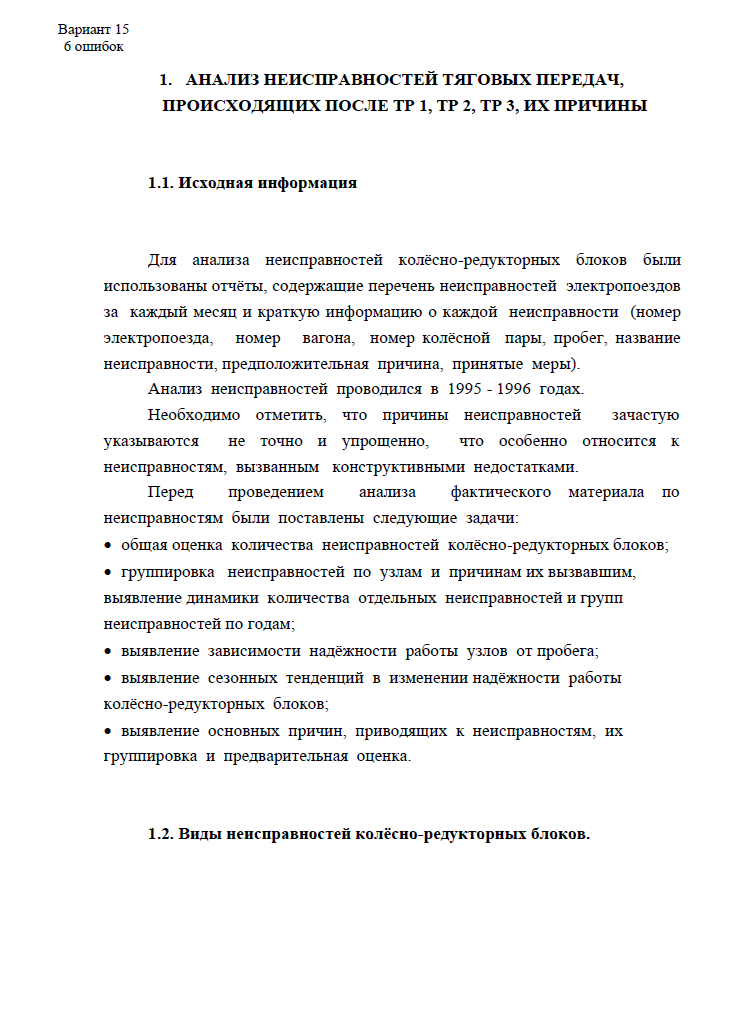 Вариант 15
6 ошибок
1. АНАЛИЗ НЕИСПРАВНОСТЕЙ ТЯГОВЫХ ПЕРЕДАЧ,
ПРОИСХОДЯЩИХ ПОСЛЕ ТР 1, ТР 2, ТР 3, ИХ ПРИЧИНЫ
1.1. Исходная информация
Для анализа неисправностей колёсно-редукторных блоков были
использованы отчёты, содержащие перечень неисправностей электропоездов
за каждый месяц и краткую информацию о каждой неисправности (номер
электропоезда, номер вагона, номер колёсной пары, пробег, название
неисправности, предположительная причина, принятые меры).
Анализ неисправностей проводился в 1995 - 1996 годах.
Необходимо отметить, что причины неисправностей зачастую
указываются не точно и упрощенно, что особенно относится к
неисправностям, вызванным конструктивными недостатками.
Перед проведением анализа фактического материала по
неисправностям были поставлены следующие задачи:
• общая оценка количества неисправностей колёсно-редукторных блоков;
• группировка неисправностей по узлам и причинам их вызвавшим,
выявление динамики количества отдельных неисправностей и групп
неисправностей по годам;
• выявление зависимости надёжности работы узлов от пробега;
• выявление сезонных тенденций в изменении надёжности работы
колёсно-редукторных блоков;
• выявление основных причин, приводящих к неисправностям, их
группировка и предварительная оценка.
1.2. Виды неисправностей колёсно-редукторных блоков.